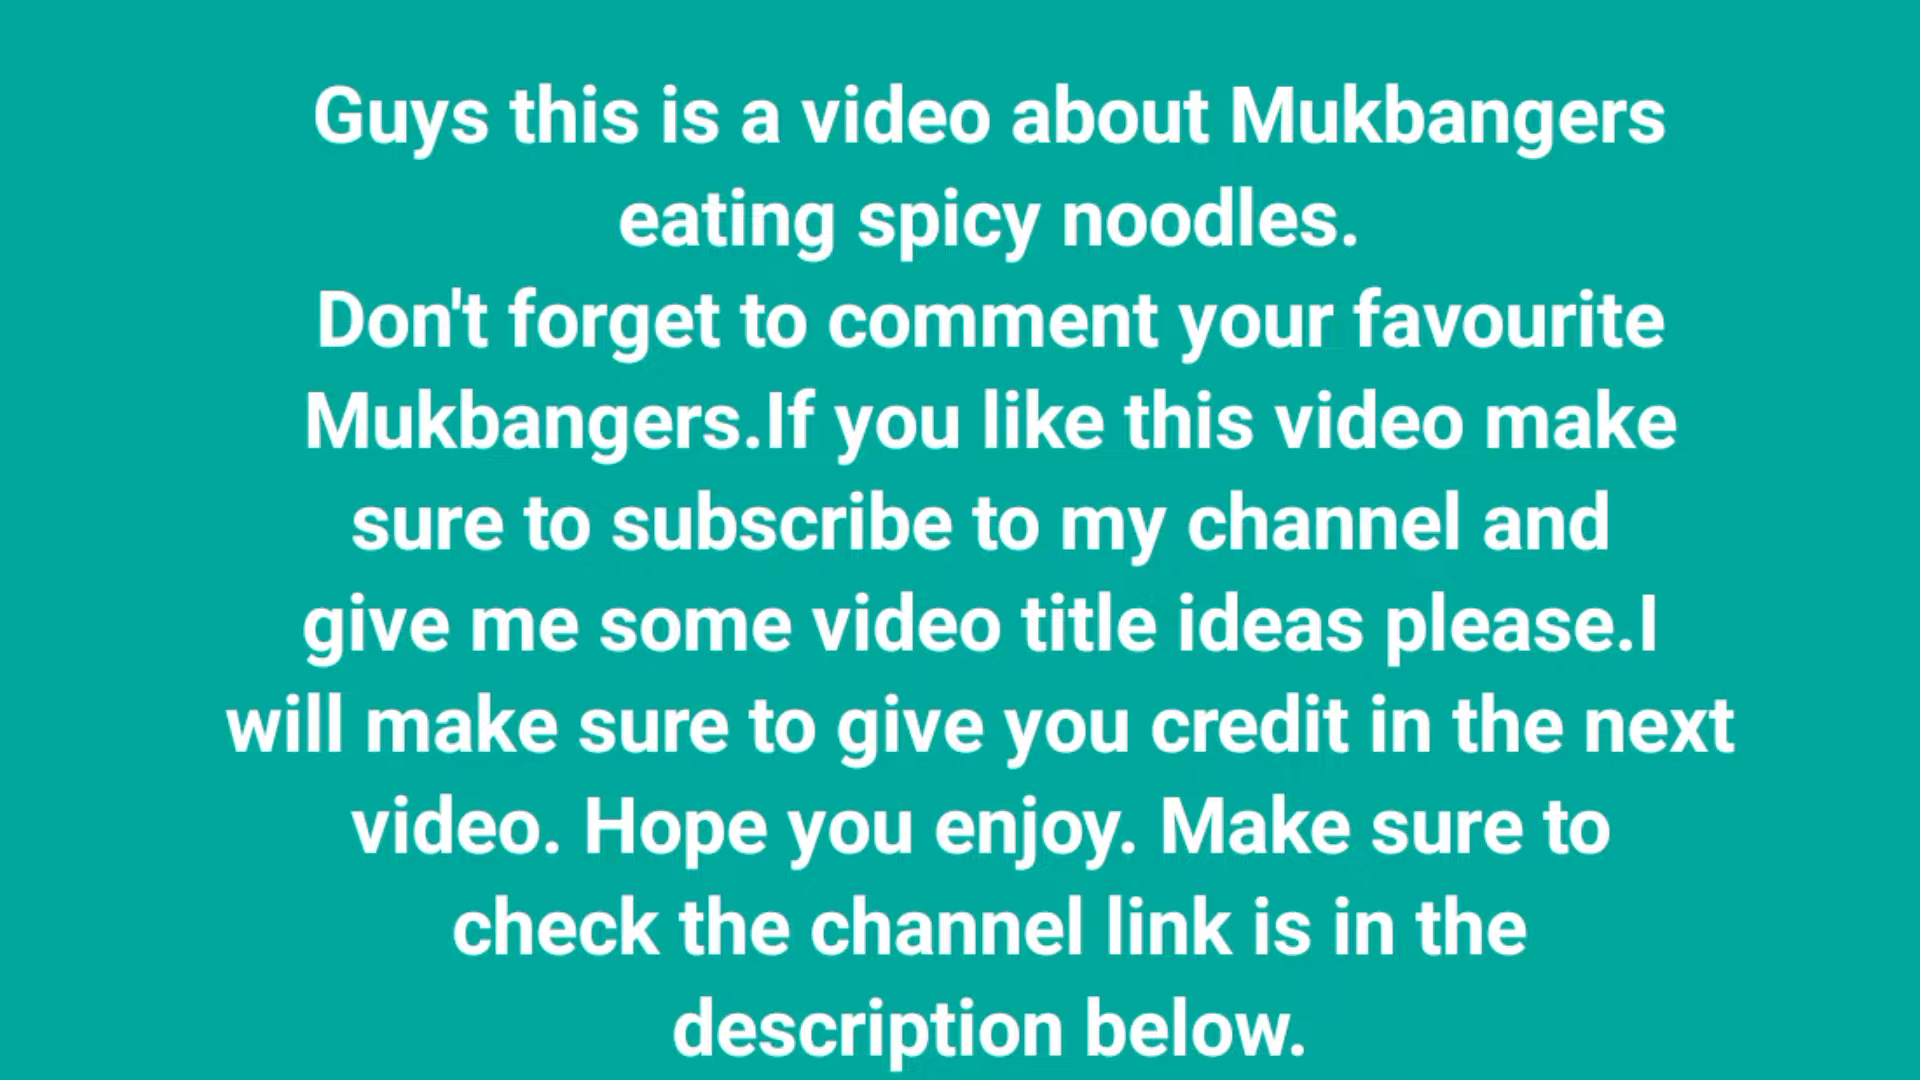 Guys this is a video about Mukbangers
eating spicy noodles.
Don't forget to comment your favourite
Mukbangers.If you like this video make
sure to subscribe to my channel and
give me some video title ideas please.I
will make sure to give you credit in the next
video. Hope you enjoy. Make sure to
check the channel link is in the
description below.